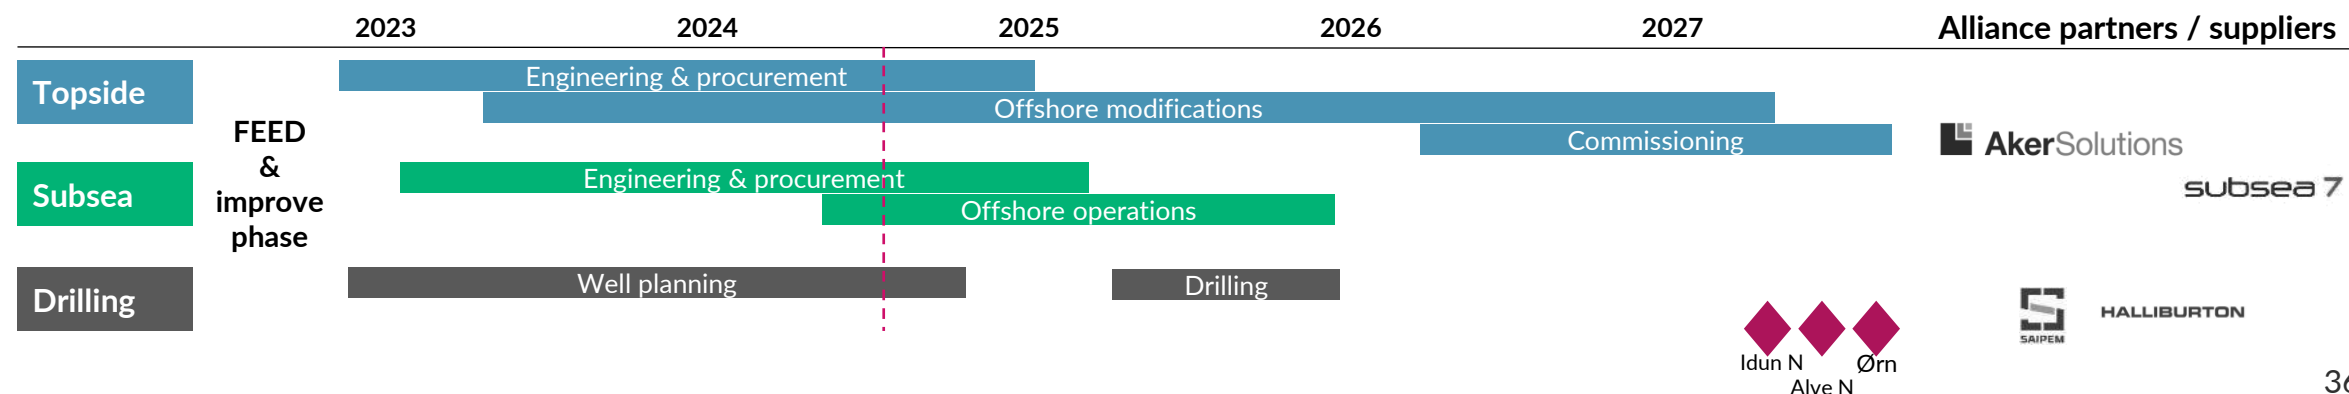 2023 2024 2025 2026 2027 Alliance partners / suppliers
Topside
Engineering & procurement
Offshore modifications
Commissioning
FEED
&
improve
phase
AkerSolutions
Subsea
Engineering & procurement
Offshore operations
subsea 7
Drilling
Well planning
Drilling
SAIPEM
HALLIBURTON
Idun N
Alve N
Ørn
36